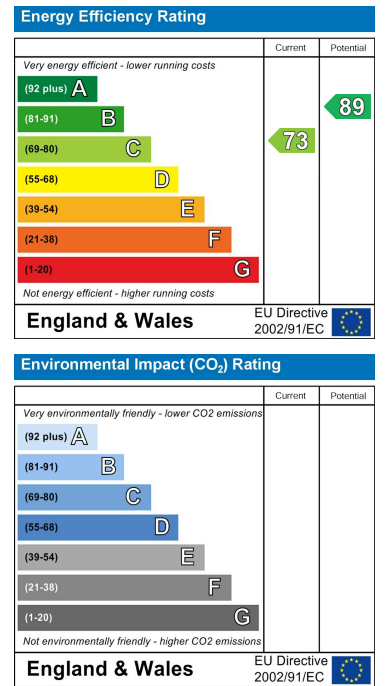 Energy Efficiency Rating
Current Potential
Very energy efficient - lower running costs
(92 plus) A
(81-91) B
89
(69-80) C
73
(55-68) D
(39-54) E
(21-38) F
(1-20) G
Not energy efficient - higher running costs
England & Wales
EU Directive
2002/91/EC
Environmental Impact (CO₂) Rating
Current Potential
Very environmentally friendly - lower CO2 emissions
(92 plus) A
(81-91) B
(69-80) C
(55-68) D
(39-54) E
(21-38) F
(1-20) G
Not environmentally friendly - higher CO2 emissions
England & Wales
EU Directive
2002/91/EC